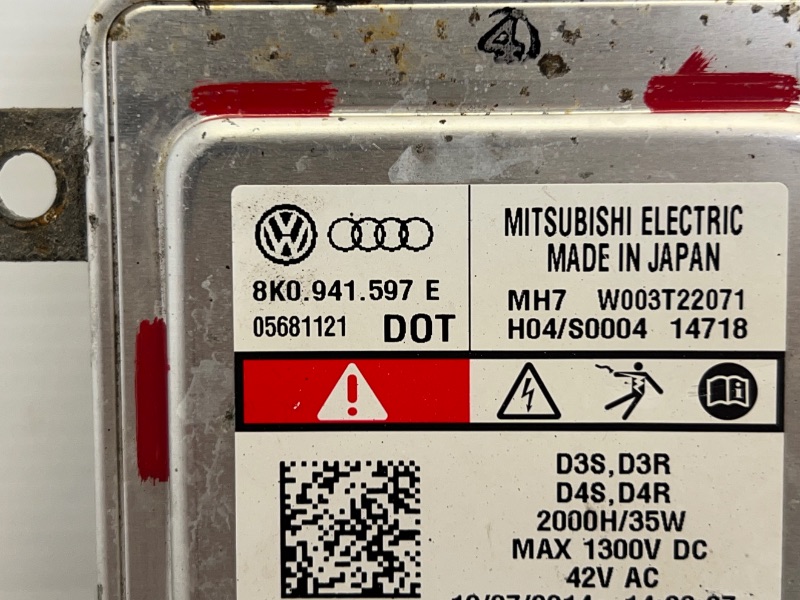 8K0.941.597 E
05681121 DOT
MITSUBISHI ELECTRIC
MADE IN JAPAN
MH7 W003T22071
H04/S0004 14718
D3S,D3R
D4S,D4R
2000H/35W
MAX 1300V DC
42V AC